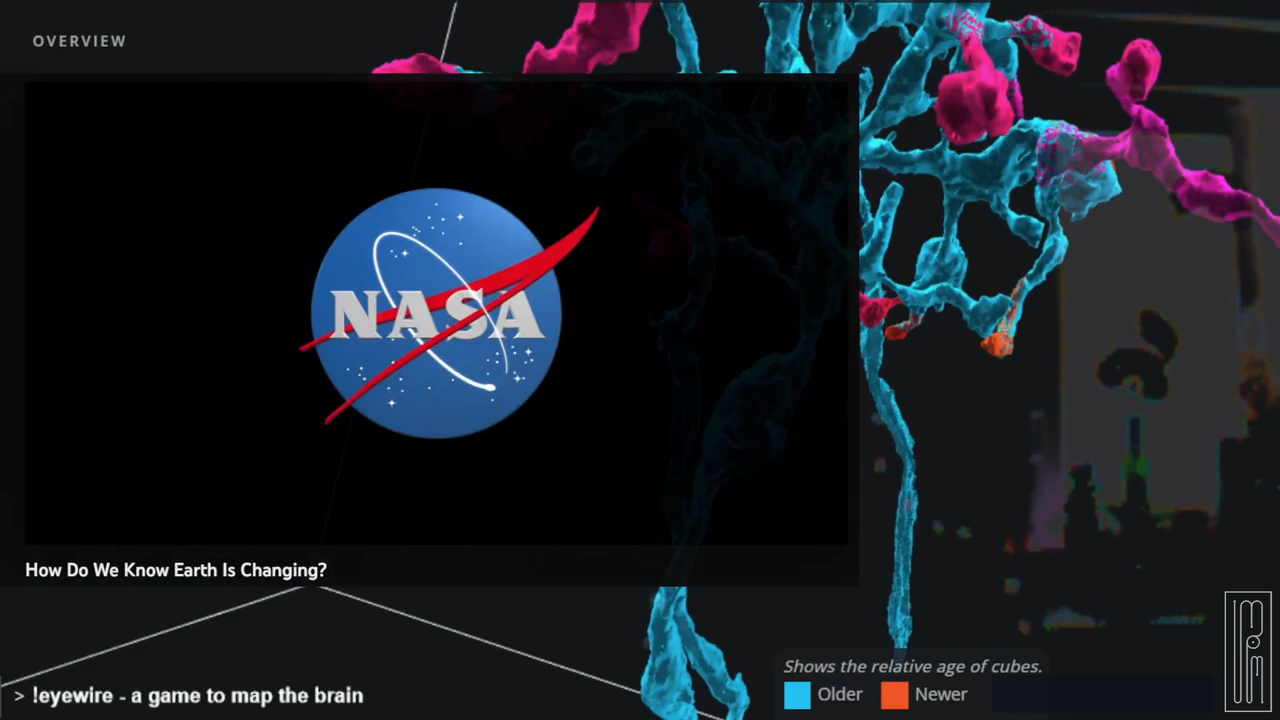 OVERVIEW
NASA
How Do We Know Earth Is Changing?
Shows the relative age of cubes.
Older Newer
> !eyewire - a game to map the brain